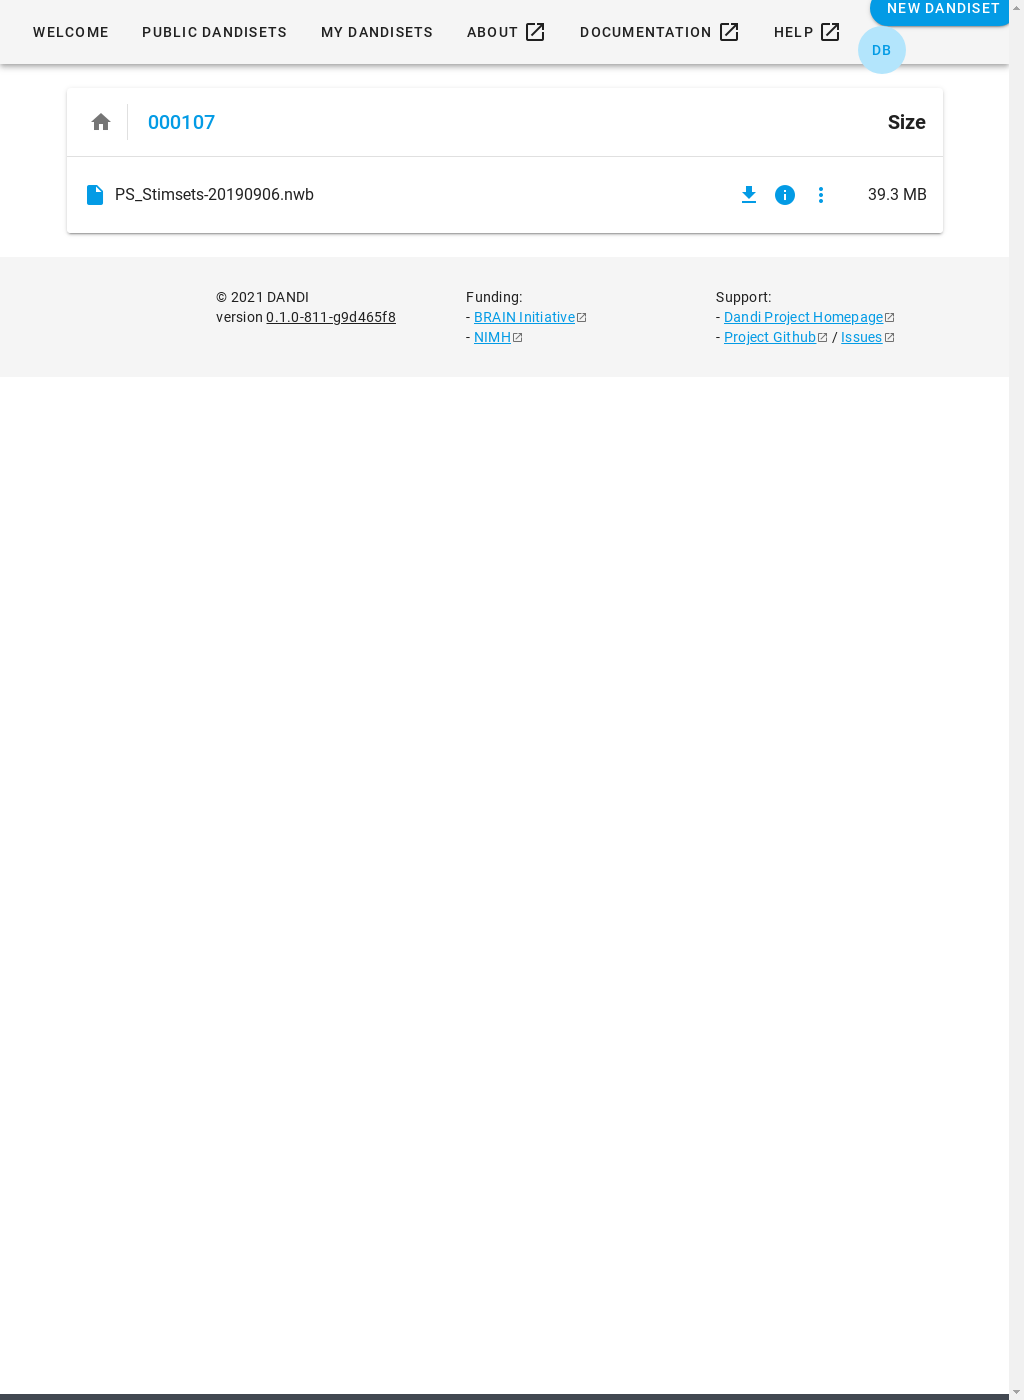 NEW DANDISET
WELCOME PUBLIC DANDISETS MY DANDISETS ABOUT DOCUMENTATION HELP
DB
000107 Size
PS_Stimsets-20190906.nwb 39.3 MB
© 2021 DANDI
version 0.1.0-811-g9d465f8
Funding:
- BRAIN Initiative
- NIMH
Support:
- Dandi Project Homepage
- Project Github / Issues